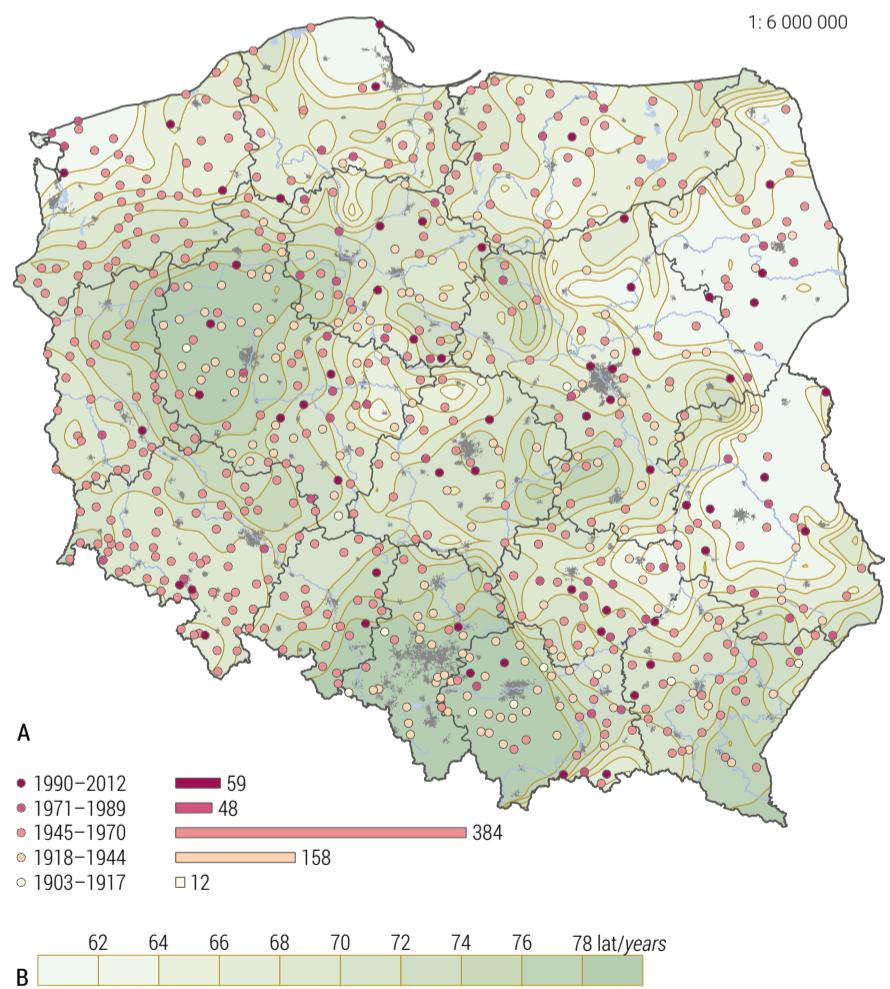 1: 6 000 000
A
1990–2012 59
1971–1989 48
1945–1970 384
1918–1944 158
1903–1917 12
62 64 66 68 70 72 74 76 78 lat/years
B